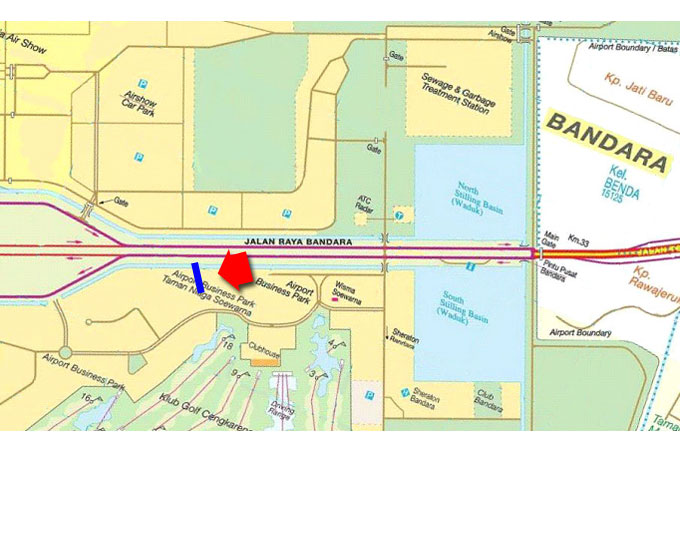 ia Air Show
Gate
Airshow
Airport Boundary / Batas
Gate
Kp. Jati Baru
Sewage & Garbage
Treatment Station
Airshow
Car Park
P
P
BANDARA
Gate
Kel.
BENDA
15125
North
Stilling Basin
(Waduk)
Gate
ATC
Radar
P
P
JALAN RAYA BANDARA
Main
Gate
Km.33
JALAN
Pintu Pusat
Bandara
Kp.
Rawajeru
Airport Business Park
Taman Niaga Soewarna
Airport
Business Park
Wisma
Soewarna
South
Stilling Basin
(Waduk)
Airport Boundary
Sheraton
Bandara
Clubhouse
18
4
9
3
16
Airport Business Park
Klub Golf Cengkaren
Driving
Range
P
Sheraton
Bandara
Club
Bandara
Tama